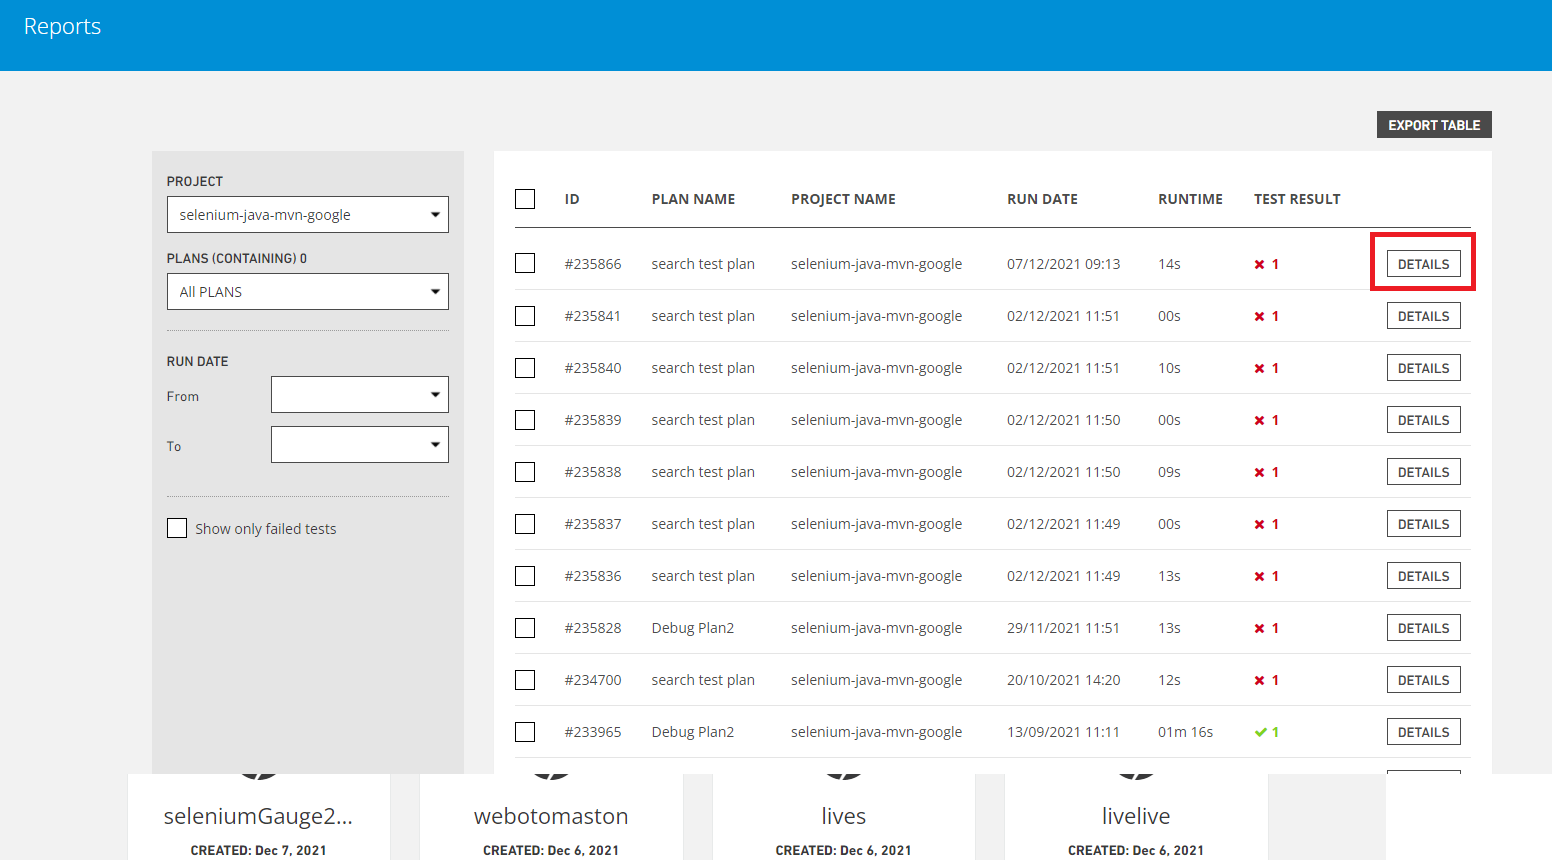 Reports
EXPORT TABLE
PROJECT
selenium-java-mvn-google
PLANS (CONTAINING) 0
All PLANS
RUN DATE
From
To
Show only failed tests
ID PLAN NAME PROJECT NAME RUN DATE RUNTIME TEST RESULT
#235866 search test plan selenium-java-mvn-google 07/12/2021 09:13 14s ✖ 1 DETAILS
#235841 search test plan selenium-java-mvn-google 02/12/2021 11:51 00s ✖ 1 DETAILS
#235840 search test plan selenium-java-mvn-google 02/12/2021 11:51 10s ✖ 1 DETAILS
#235839 search test plan selenium-java-mvn-google 02/12/2021 11:50 00s ✖ 1 DETAILS
#235838 search test plan selenium-java-mvn-google 02/12/2021 11:50 09s ✖ 1 DETAILS
#235837 search test plan selenium-java-mvn-google 02/12/2021 11:49 00s ✖ 1 DETAILS
#235836 search test plan selenium-java-mvn-google 02/12/2021 11:49 13s ✖ 1 DETAILS
#235828 Debug Plan2 selenium-java-mvn-google 29/11/2021 11:51 13s ✖ 1 DETAILS
#234700 search test plan selenium-java-mvn-google 20/10/2021 14:20 12s ✖ 1 DETAILS
#233965 Debug Plan2 selenium-java-mvn-google 13/09/2021 11:11 01m 16s ✔ 1 DETAILS
seleniumGauge2... webotomaston lives livelive
CREATED: Dec 7, 2021 CREATED: Dec 6, 2021 CREATED: Dec 6, 2021 CREATED: Dec 6, 2021